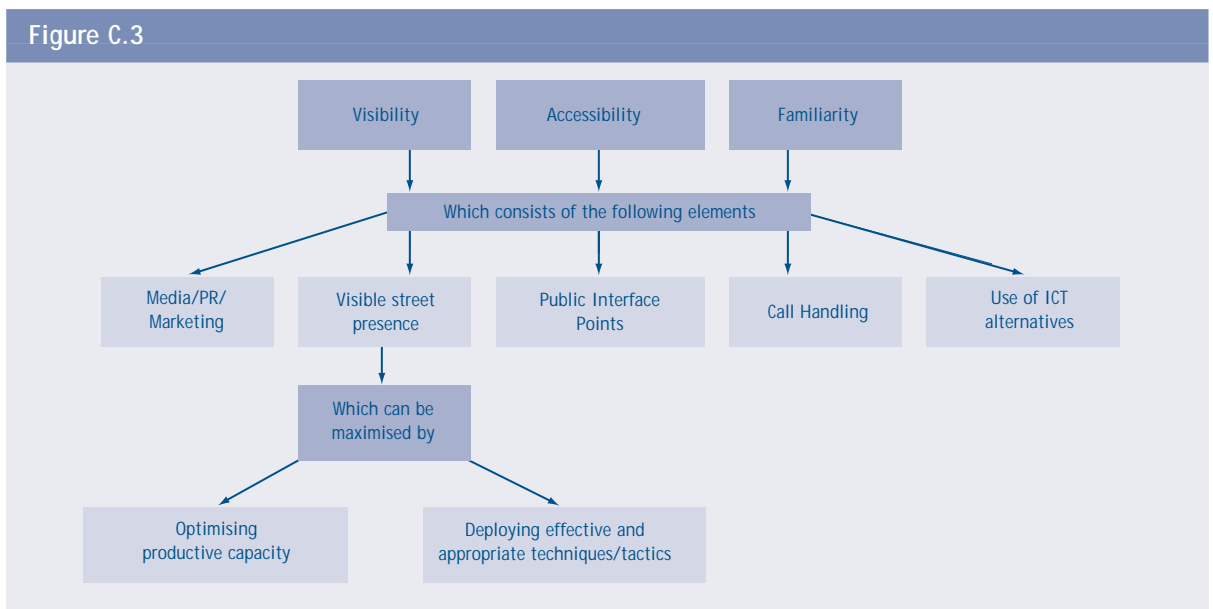 Figure C.3
Visibility
Accessibility
Familiarity
Which consists of the following elements
Media/PR/
Marketing
Visible street
presence
Public Interface
Points
Call Handling
Use of ICT
alternatives
Which can be
maximised by
Optimising
productive capacity
Deploying effective and
appropriate techniques/tactics